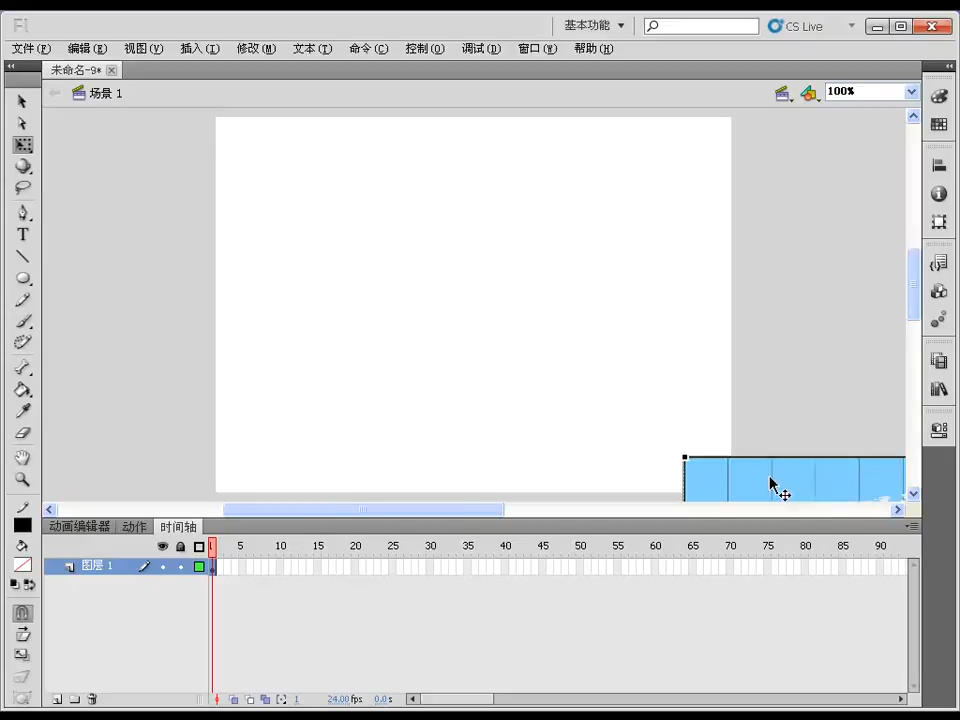 Fl
基本功能
CS Live
文件(F) 编辑(E) 视图(V) 插入(I) 修改(M) 文本(T) 命令(C) 控制(O) 调试(D) 窗口(W) 帮助(H)
未命名-9*
场景 1
100%
动画编辑器 动作 时间轴
1 5 10 15 20 25 30 35 40 45 50 55 60 65 70 75 80 85 90
图层 1
1 24.00fps 0.0s